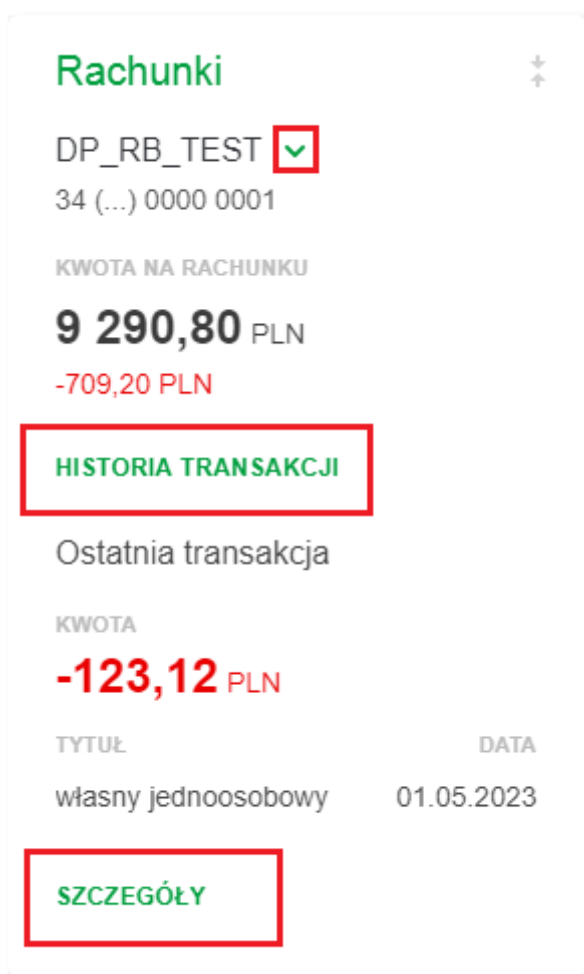 Rachunki
DP_RB_TEST
34 (...) 0000 0001
KWOTA NA RACHUNKU
9 290,80 PLN
-709,20 PLN
HISTORIA TRANSAKCJI
Ostatnia transakcja
KWOTA
-123,12 PLN
TYTUŁ DATA
własny jednoosobowy 01.05.2023
SZCZEGÓŁY